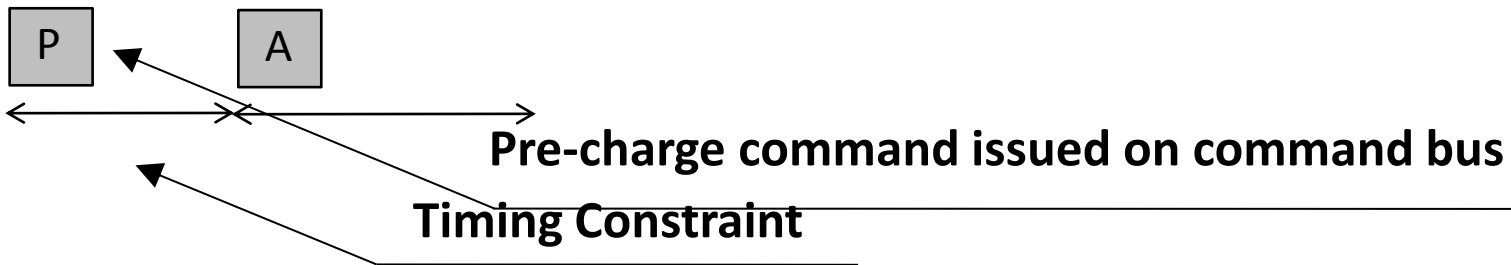 P A
Pre-charge command issued on command bus
Timing Constraint